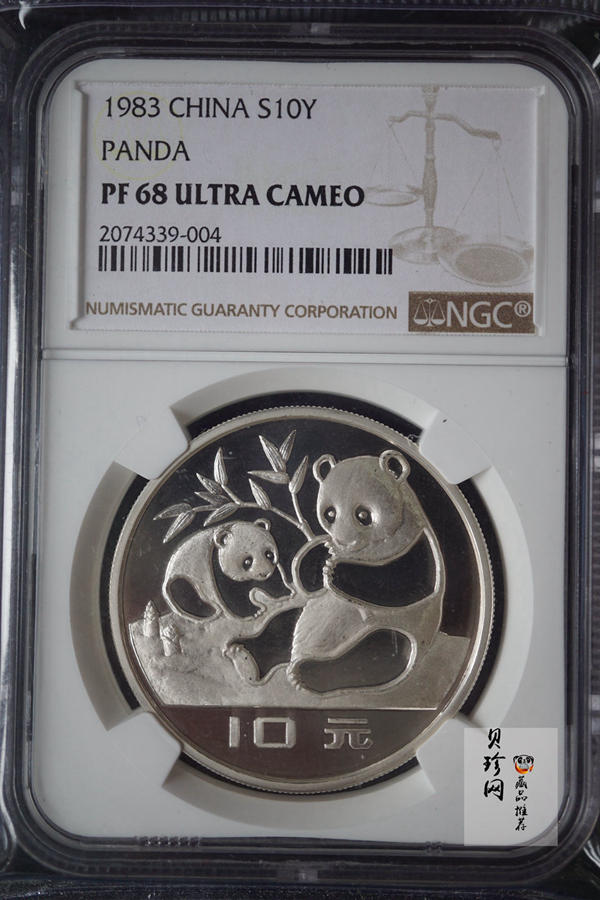 1983 CHINA S10Y
PANDA
PF 68 ULTRA CAMEO
2074339-004
NUMISMATIC GUARANTY CORPORATION
NGC®
10 元
贝珍网
藏品推荐